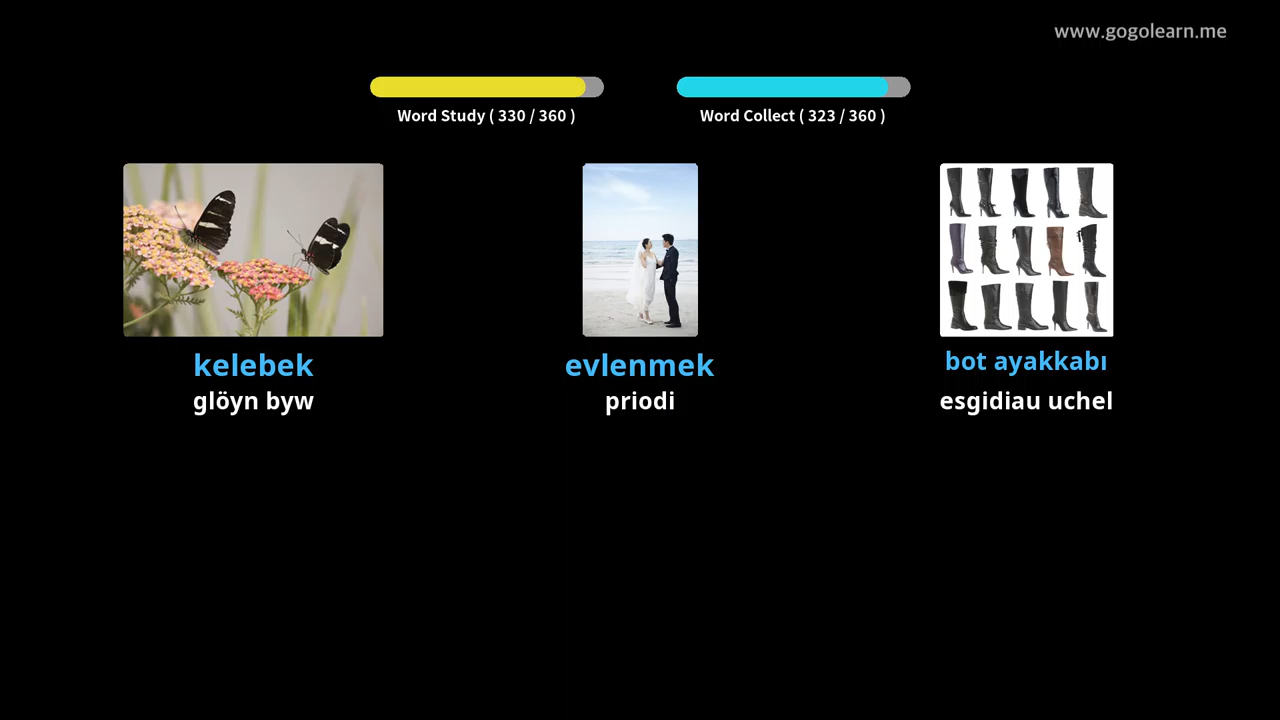 www.gogolearn.me
Word Study ( 330 / 360 )
Word Collect ( 323 / 360 )
kelebek
glöyn byw
evlenmek
priodi
bot ayakkabı
esgidiau uchel